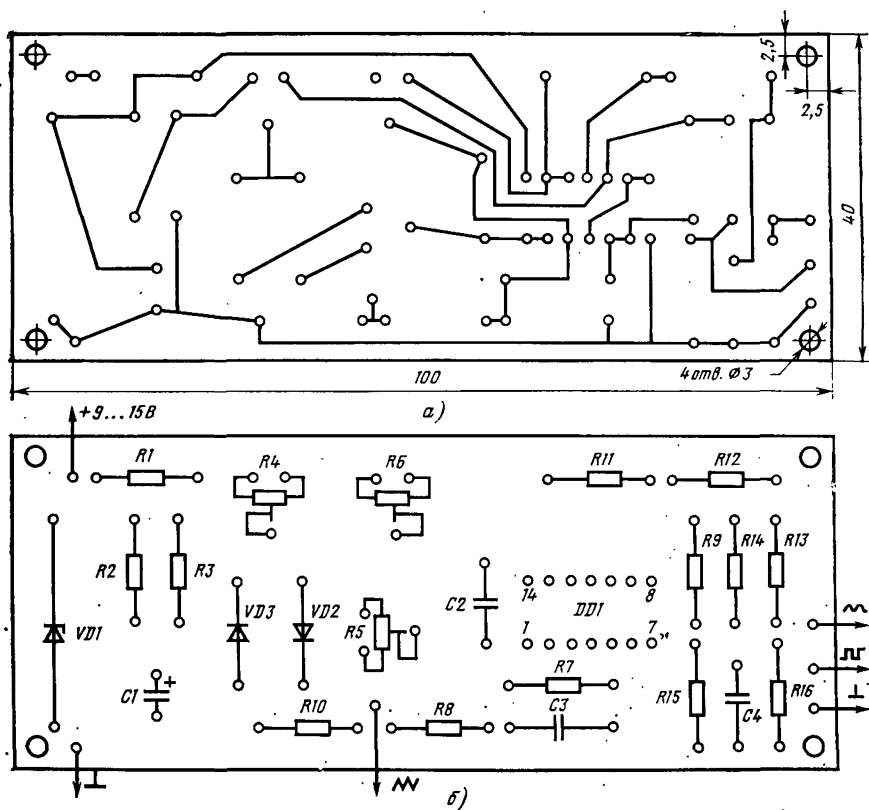 2,5
2,5
40
100
4 отв. Ø 3
а)
+9...15В
R1
R4
R6
R11
R12
R2
R3
R9
R14
R13
C2
14
8
DD1
1
7
VD1
VD3
VD2
R5
C1
+
R7
R15
C4
R16
R10
R8
C3
б)